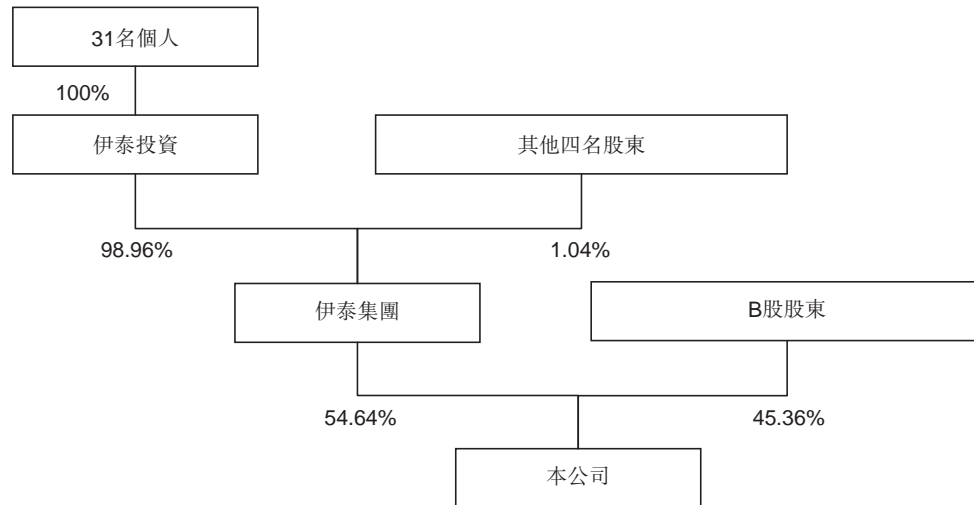 31名個人
100%
伊泰投資
其他四名股東
98.96%
1.04%
伊泰集團
B股股東
54.64%
45.36%
本公司